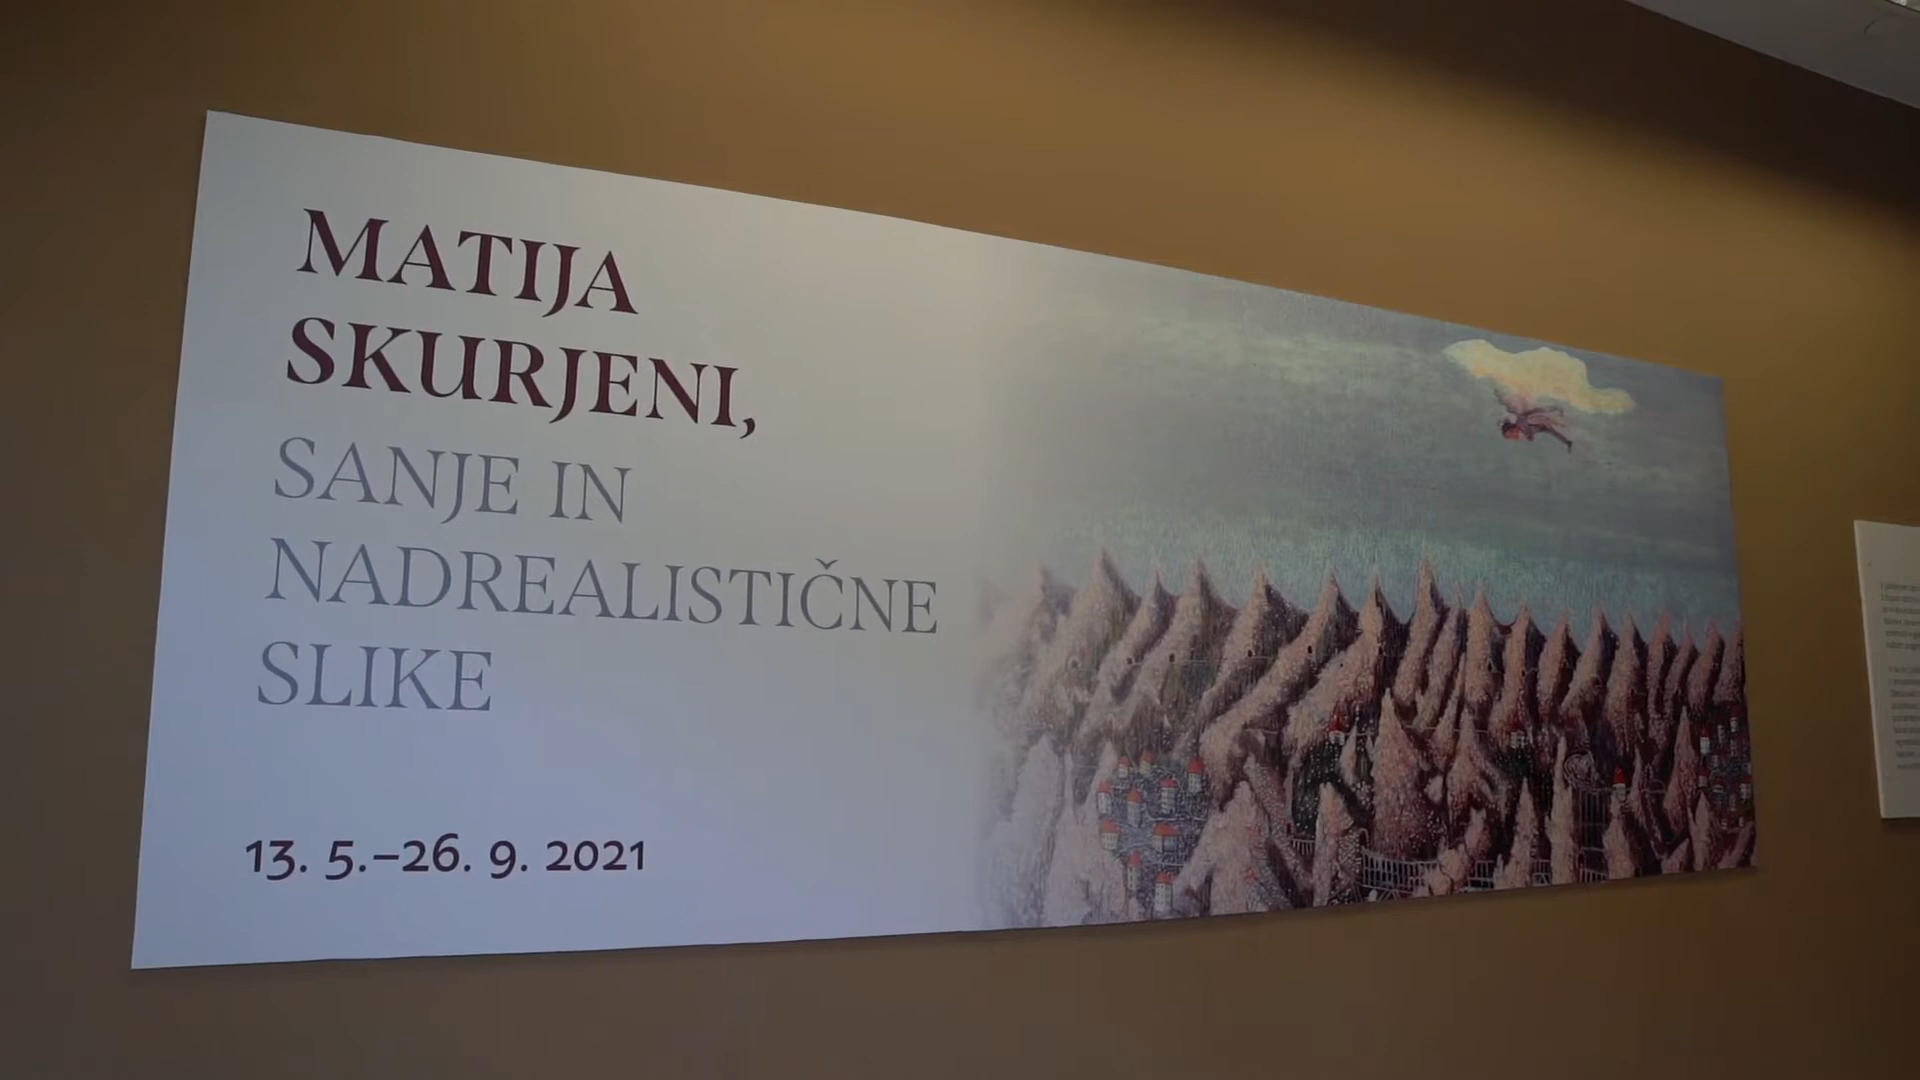 MATIJA
SKURJENI,
SANJE IN
NADREALISTIČNE
SLIKE
13. 5.–26. 9. 2021